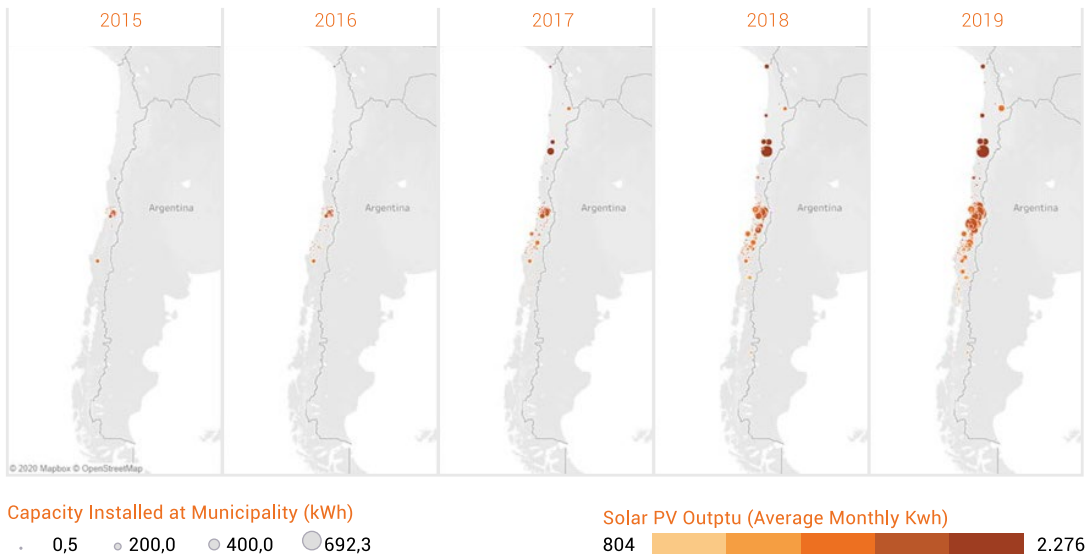 2015
2016
2017
2018
2019
Argentina
Argentina
Argentina
Argentina
Argentina
© 2020 Mapbox © OpenStreetMap
Capacity Installed at Municipality (kWh)
0,5
200,0
400,0
692,3
Solar PV Outptu (Average Monthly Kwh)
804
2.276